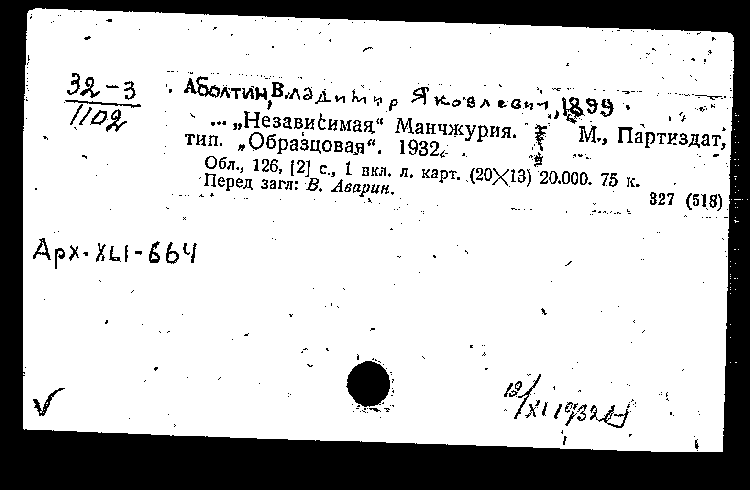 32-3
1102
Аболтин, Владимир Яковлевич, 1899
... „Независимая" Манчжурия. М., Партиздат,
тип. „Образцовая". 1932.
Обл., 126, [2] с., 1 вкл. л. карт. (20×13) 20.000. 75 к.
Перед загл: В. Аварин.
327 (518)
Арх. XLI-664
12/XI 1932